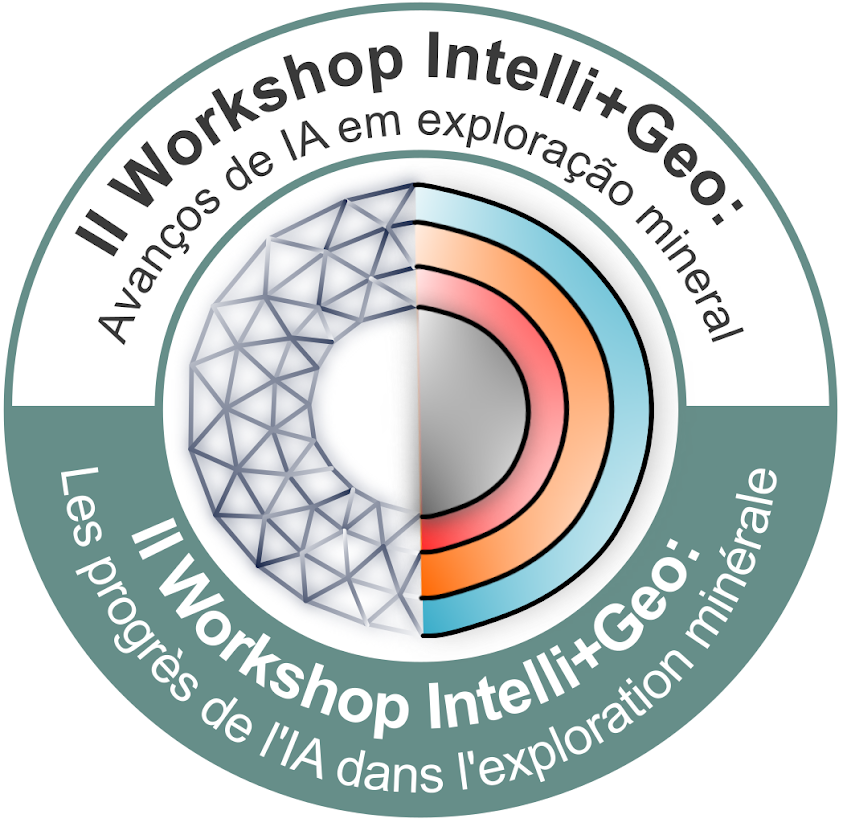 II Workshop Intelli+Geo:
Avanços de IA em exploração mineral
II Workshop Intelli+Geo:
Les progrès de l'IA dans l'exploration minérale